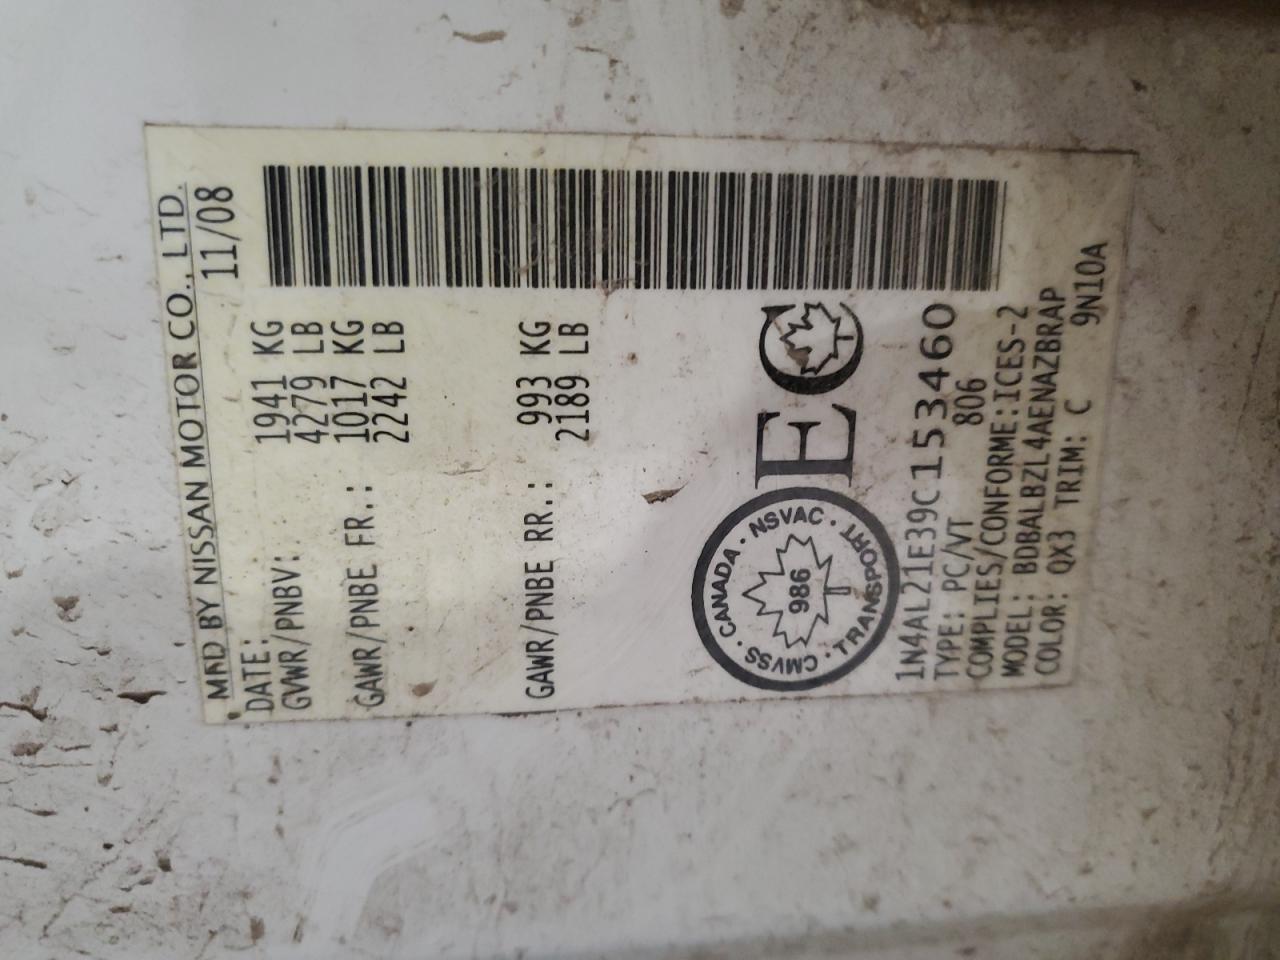 MFD BY NISSAN MOTOR CO., LTD.
DATE: 11/08
GVWR/PNBV: 1941 KG
4279 LB
GAWR/PNBE FR.: 1017 KG
2242 LB
GAWR/PNBE RR.: 993 KG
2189 LB
CANADA · NSVAC · TRANSPORT · CMVSS ·
986
EC
1N4AL21E39C153460
TYPE: PC/VT 806
COMPLIES/CONFORME:ICES-2
MODEL: BDBALBZL4AENAZBRAP
COLOR: QX3 TRIM: C 9N10A